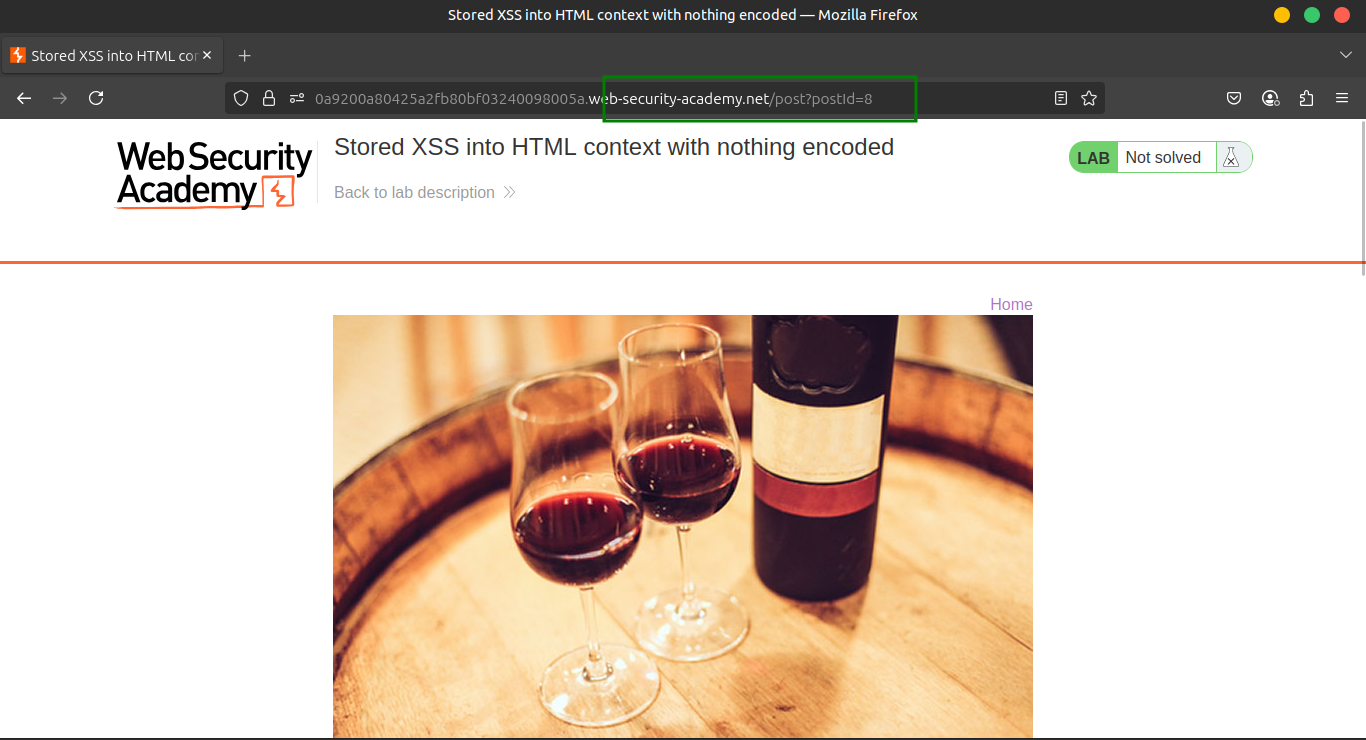 Stored XSS into HTML context with nothing encoded — Mozilla Firefox
Stored XSS into HTML cor
0a9200a80425a2fb80bf03240098005a.web-security-academy.net/post?postId=8
Web Security
Academy
Stored XSS into HTML context with nothing encoded
Back to lab description
LAB Not solved
Home